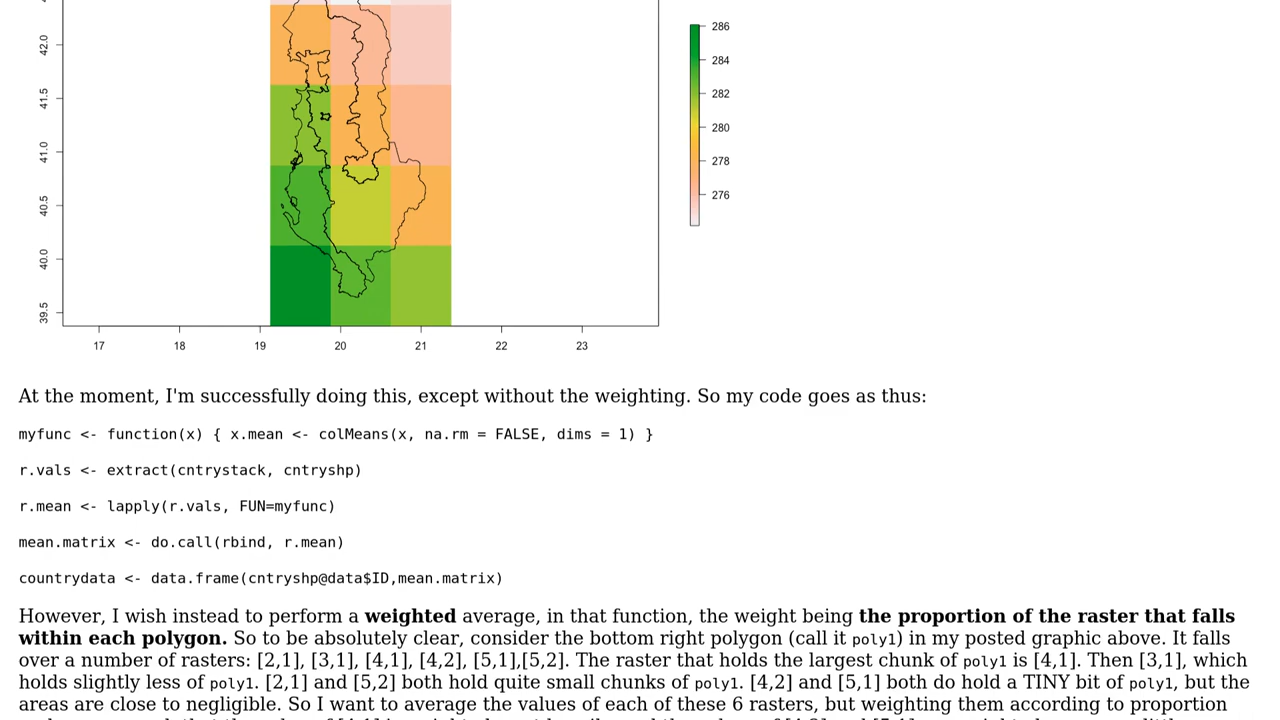 286
42.0
284
41.5
282
280
41.0
278
40.5
276
40.0
39.5
17 18 19 20 21 22 23
At the moment, I'm successfully doing this, except without the weighting. So my code goes as thus:
myfunc <- function(x) { x.mean <- colMeans(x, na.rm = FALSE, dims = 1) }
r.vals <- extract(cntrystack, cntryshp)
r.mean <- lapply(r.vals, FUN=myfunc)
mean.matrix <- do.call(rbind, r.mean)
countrydata <- data.frame(cntryshp@data$ID,mean.matrix)
However, I wish instead to perform a weighted average, in that function, the weight being the proportion of the raster that falls
within each polygon. So to be absolutely clear, consider the bottom right polygon (call it poly1) in my posted graphic above. It falls
over a number of rasters: [2,1], [3,1], [4,1], [4,2], [5,1],[5,2]. The raster that holds the largest chunk of poly1 is [4,1]. Then [3,1], which
holds slightly less of poly1. [2,1] and [5,2] both hold quite small chunks of poly1. [4,2] and [5,1] both do hold a TINY bit of poly1, but the
areas are close to negligible. So I want to average the values of each of these 6 rasters, but weighting them according to proportion